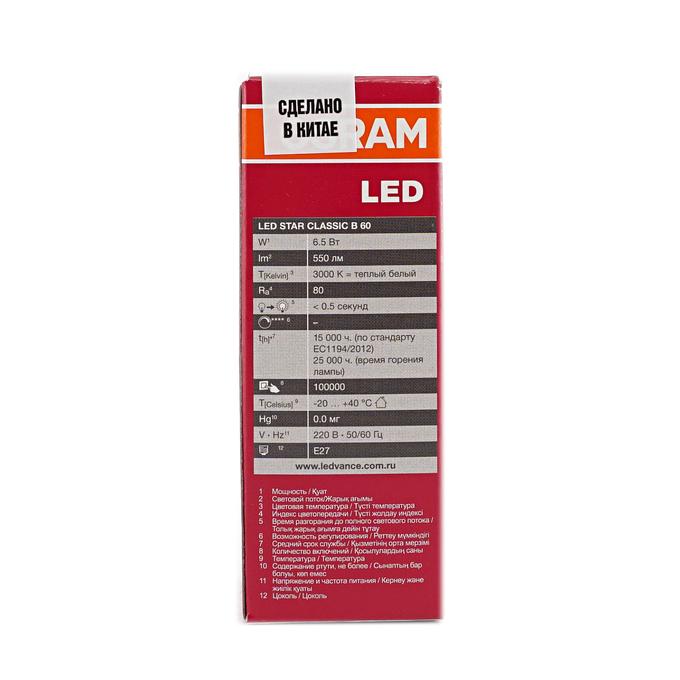 СДЕЛАНО
В КИТАЕ
RAM
LED
LED STAR CLASSIC B 60
W¹ 6.5 Вт
lm² 550 лм
T[Kelvin]³ 3000 K = теплый белый
Ra⁴ 80
5 < 0.5 секунд
**** 6 –
t[h]*⁷ 15 000 ч. (по стандарту
EC1194/2012)
25 000 ч. (время горения
лампы)
8 100000
T[Celsius]⁹ -20 ... +40 °C
Hg¹⁰ 0.0 мг
V • Hz¹¹ 220 В • 50/60 Гц
12 E27
www.ledvance.com.ru
1 Мощность / Қуат
2 Световой поток/Жарық ағымы
3 Цветовая температура / Түсті температура
4 Индекс цветопередачи / Түсті жолдау индексі
5 Время разгорания до полного светового потока /
Толық жарық ағымға дейін тұтау
6 Возможность регулирования / Реттеу мүмкіндігі
7 Средний срок службы / Қызметінің орта мерзімі
8 Количество включений / Қосылулардың саны
9 Температура / Температура
10 Содержание ртути, не более / Сынаптың бар
болуы, көп емес
11 Напряжение и частота питания / Кернеу және
жиілік қуаты
12 Цоколь / Цоколь